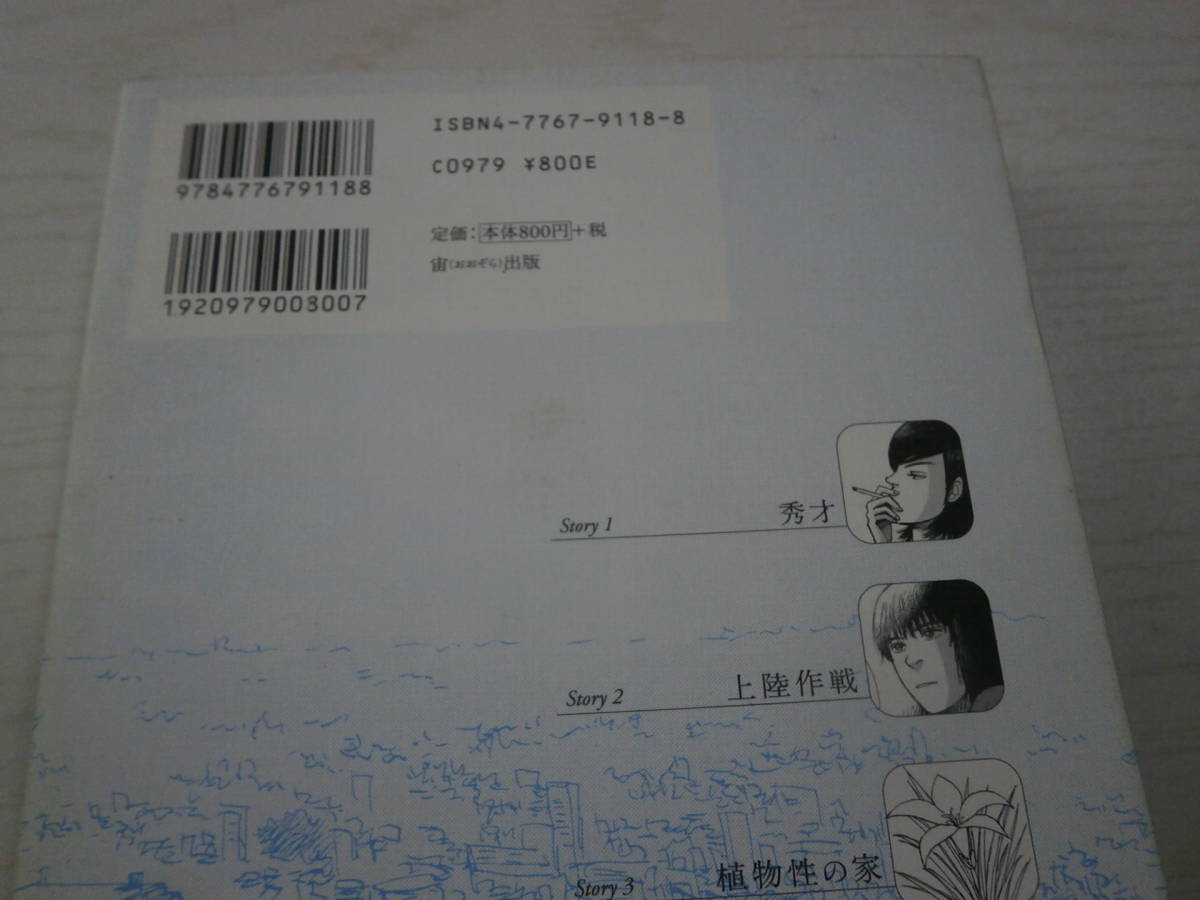 ISBN4-7767-9118-8
9784776791188
C0979 ¥800E
定価：本体800円＋税
宙（おおぞら）出版
1920979008007
Story 1 秀才
Story 2 上陸作戦
Story 3 植物性の家